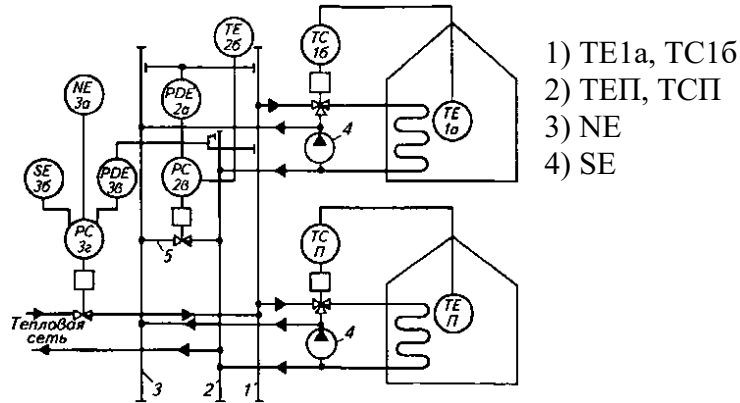 TE
2б
TC
1б
NE
3а
PDE
2а
TE
1а
4
SE
3б
PDE
3в
PC
2в
PC
3г
5
TC
П
TE
П
4
Тепловая
сеть
3
2
1
1) TE1a, TC1б
2) TEП, TCП
3) NE
4) SE